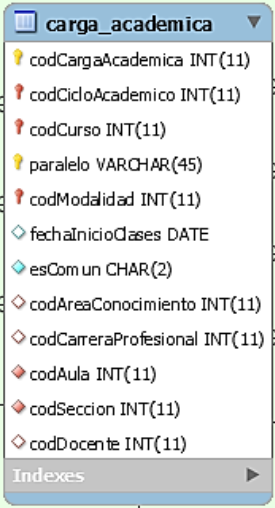 carga_academica
codCargaAcademica INT(11)
codCicloAcademico INT(11)
codCurso INT(11)
paralelo VARCHAR(45)
codModalidad INT(11)
fechaInicioClases DATE
esComun CHAR(2)
codAreaConocimiento INT(11)
codCarreraProfesional INT(11)
codAula INT(11)
codSeccion INT(11)
codDocente INT(11)
Indexes